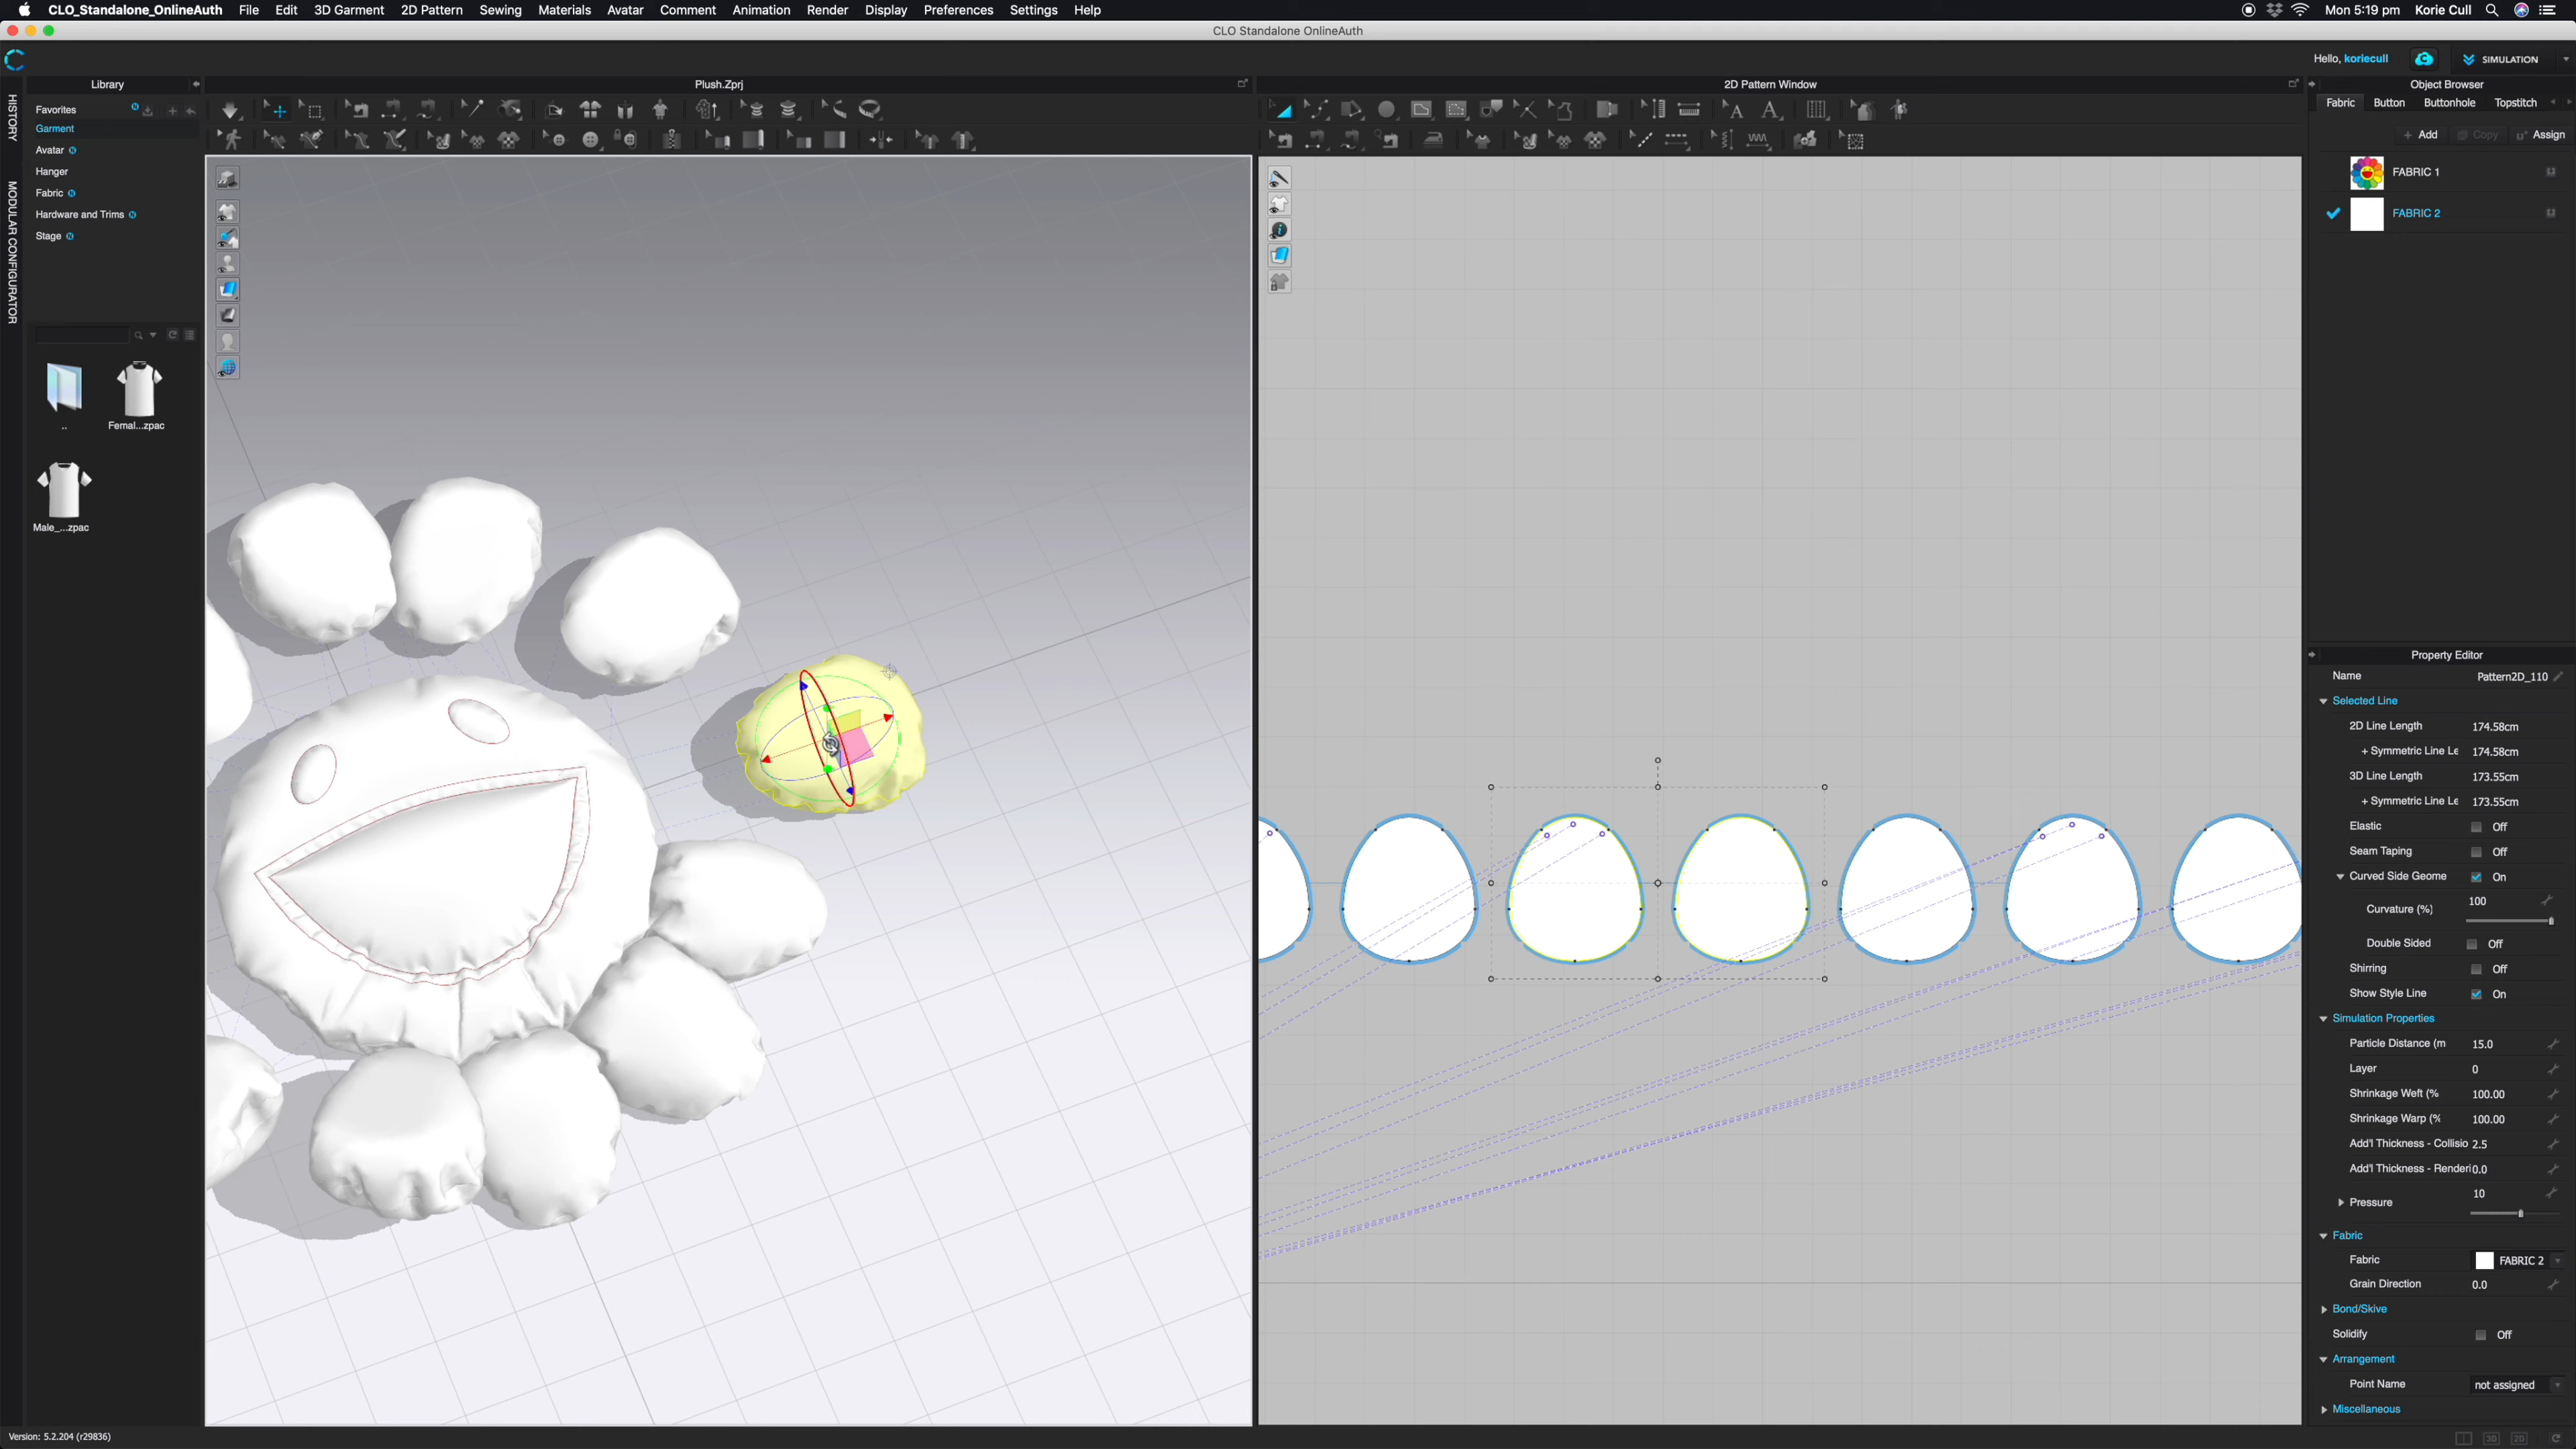 CLO_Standalone_OnlineAuth File Edit 3D Garment 2D Pattern Sewing Materials Avatar Comment Animation Render Display Preferences Settings Help Mon 5:19 pm Korie Cull
CLO Standalone OnlineAuth
Hello, koriecull SIMULATION
Library
Plush.Zprj
2D Pattern Window
Object Browser
HISTORY
MODULAR CONFIGURATOR
Favorites
Garment
Avatar
Hanger
Fabric
Hardware and Trims
Stage
..
Femal...zpac
Male_...zpac
Fabric Button Buttonhole Topstitch
+ Add Copy Assign
FABRIC 1
FABRIC 2
Property Editor
Name Pattern2D_110
Selected Line
2D Line Length 174.58cm
+ Symmetric Line Le 174.58cm
3D Line Length 173.55cm
+ Symmetric Line Le 173.55cm
Elastic Off
Seam Taping Off
Curved Side Geome On
Curvature (%) 100
Double Sided Off
Shirring Off
Show Style Line On
Simulation Properties
Particle Distance (m 15.0
Layer 0
Shrinkage Weft (% 100.00
Shrinkage Warp (% 100.00
Add'l Thickness - Collisio 2.5
Add'l Thickness - Renderi 0.0
Pressure 10
Fabric
Fabric FABRIC 2
Grain Direction 0.0
Bond/Skive
Solidify Off
Arrangement
Point Name not assigned
Miscellaneous
Version: 5.2.204 (r29836)
3D 2D